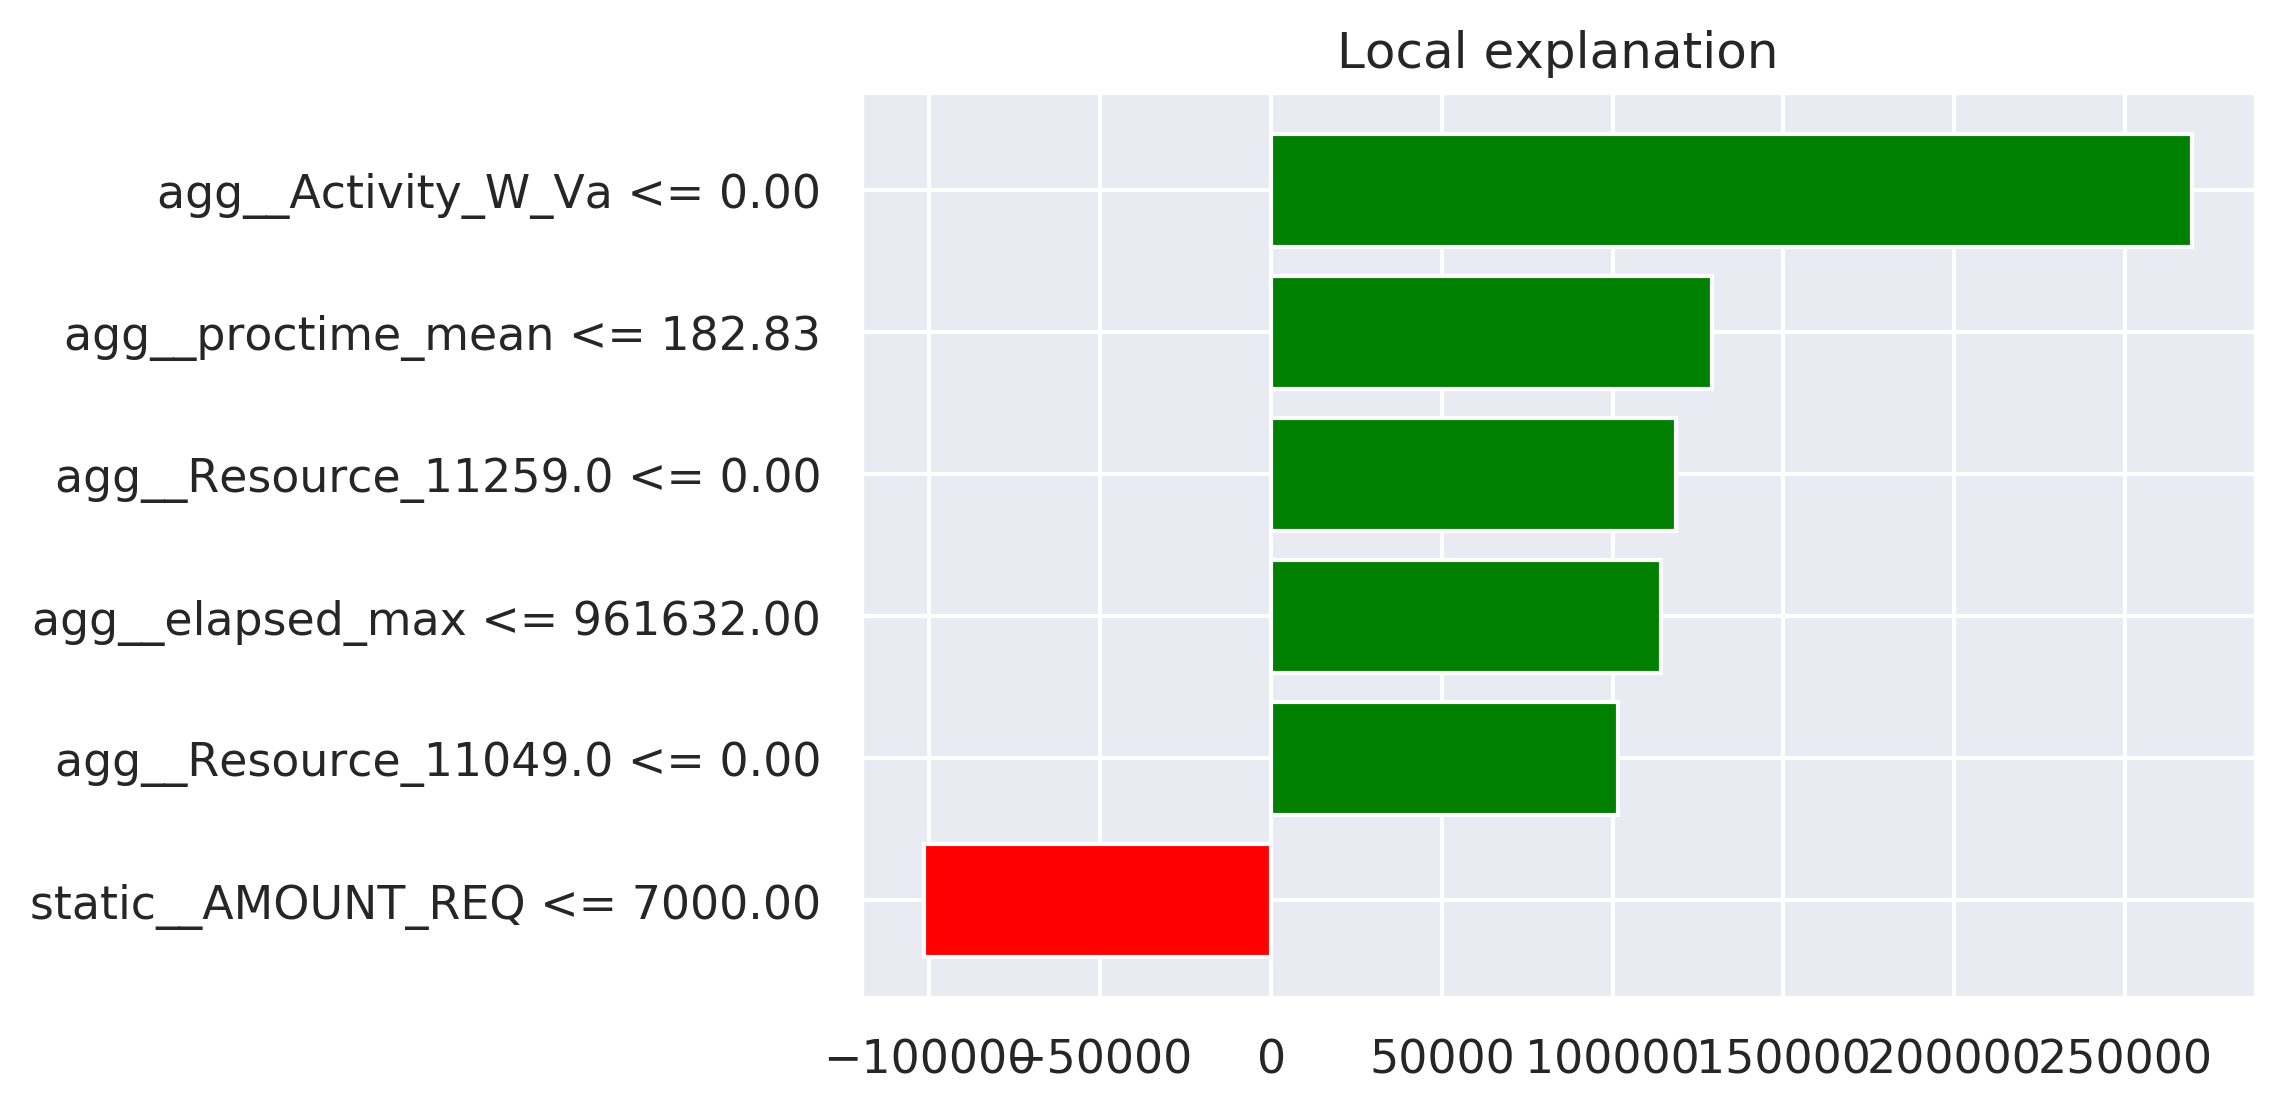 Local explanation
agg__Activity_W_Va <= 0.00
agg__proctime_mean <= 182.83
agg__Resource_11259.0 <= 0.00
agg__elapsed_max <= 961632.00
agg__Resource_11049.0 <= 0.00
static__AMOUNT_REQ <= 7000.00
−100000 −50000 0 50000 100000 150000 200000 250000